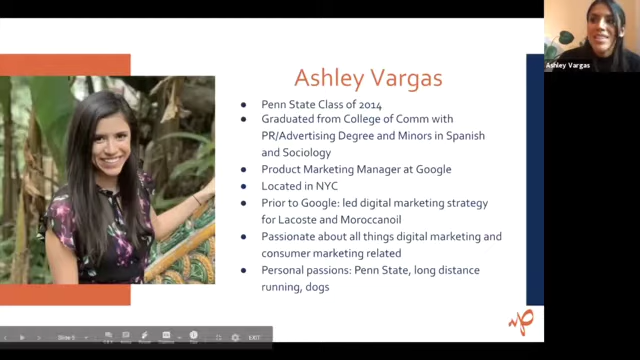 Ashley Vargas
Ashley Vargas
● Penn State Class of 2014
● Graduated from College of Comm with
PR/Advertising Degree and Minors in Spanish
and Sociology
● Product Marketing Manager at Google
● Located in NYC
● Prior to Google: led digital marketing strategy
for Lacoste and Moroccanoil
● Passionate about all things digital marketing and
consumer marketing related
● Personal passions: Penn State, long distance
running, dogs
EXIT